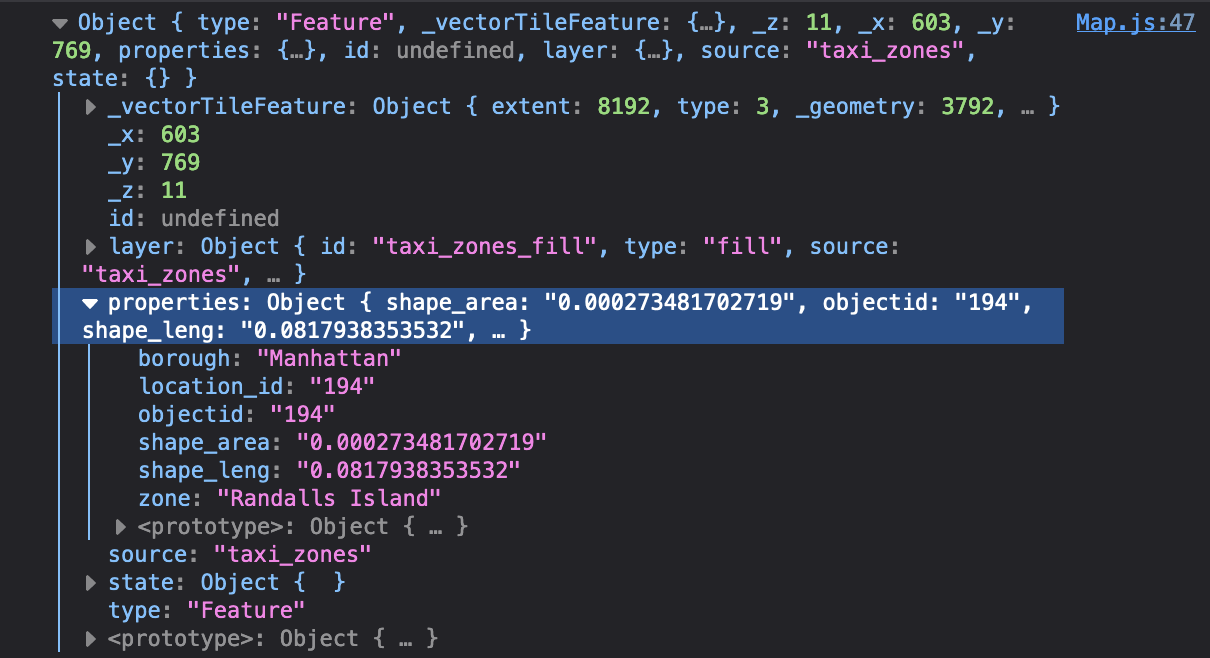 Object { type: "Feature", _vectorTileFeature: {…}, _z: 11, _x: 603, _y: Map.js:47
769, properties: {…}, id: undefined, layer: {…}, source: "taxi_zones",
state: {} }
_vectorTileFeature: Object { extent: 8192, type: 3, _geometry: 3792, … }
_x: 603
_y: 769
_z: 11
id: undefined
layer: Object { id: "taxi_zones_fill", type: "fill", source:
"taxi_zones", … }
properties: Object { shape_area: "0.000273481702719", objectid: "194",
shape_leng: "0.0817938353532", … }
borough: "Manhattan"
location_id: "194"
objectid: "194"
shape_area: "0.000273481702719"
shape_leng: "0.0817938353532"
zone: "Randalls Island"
<prototype>: Object { … }
source: "taxi_zones"
state: Object {  }
type: "Feature"
<prototype>: Object { … }